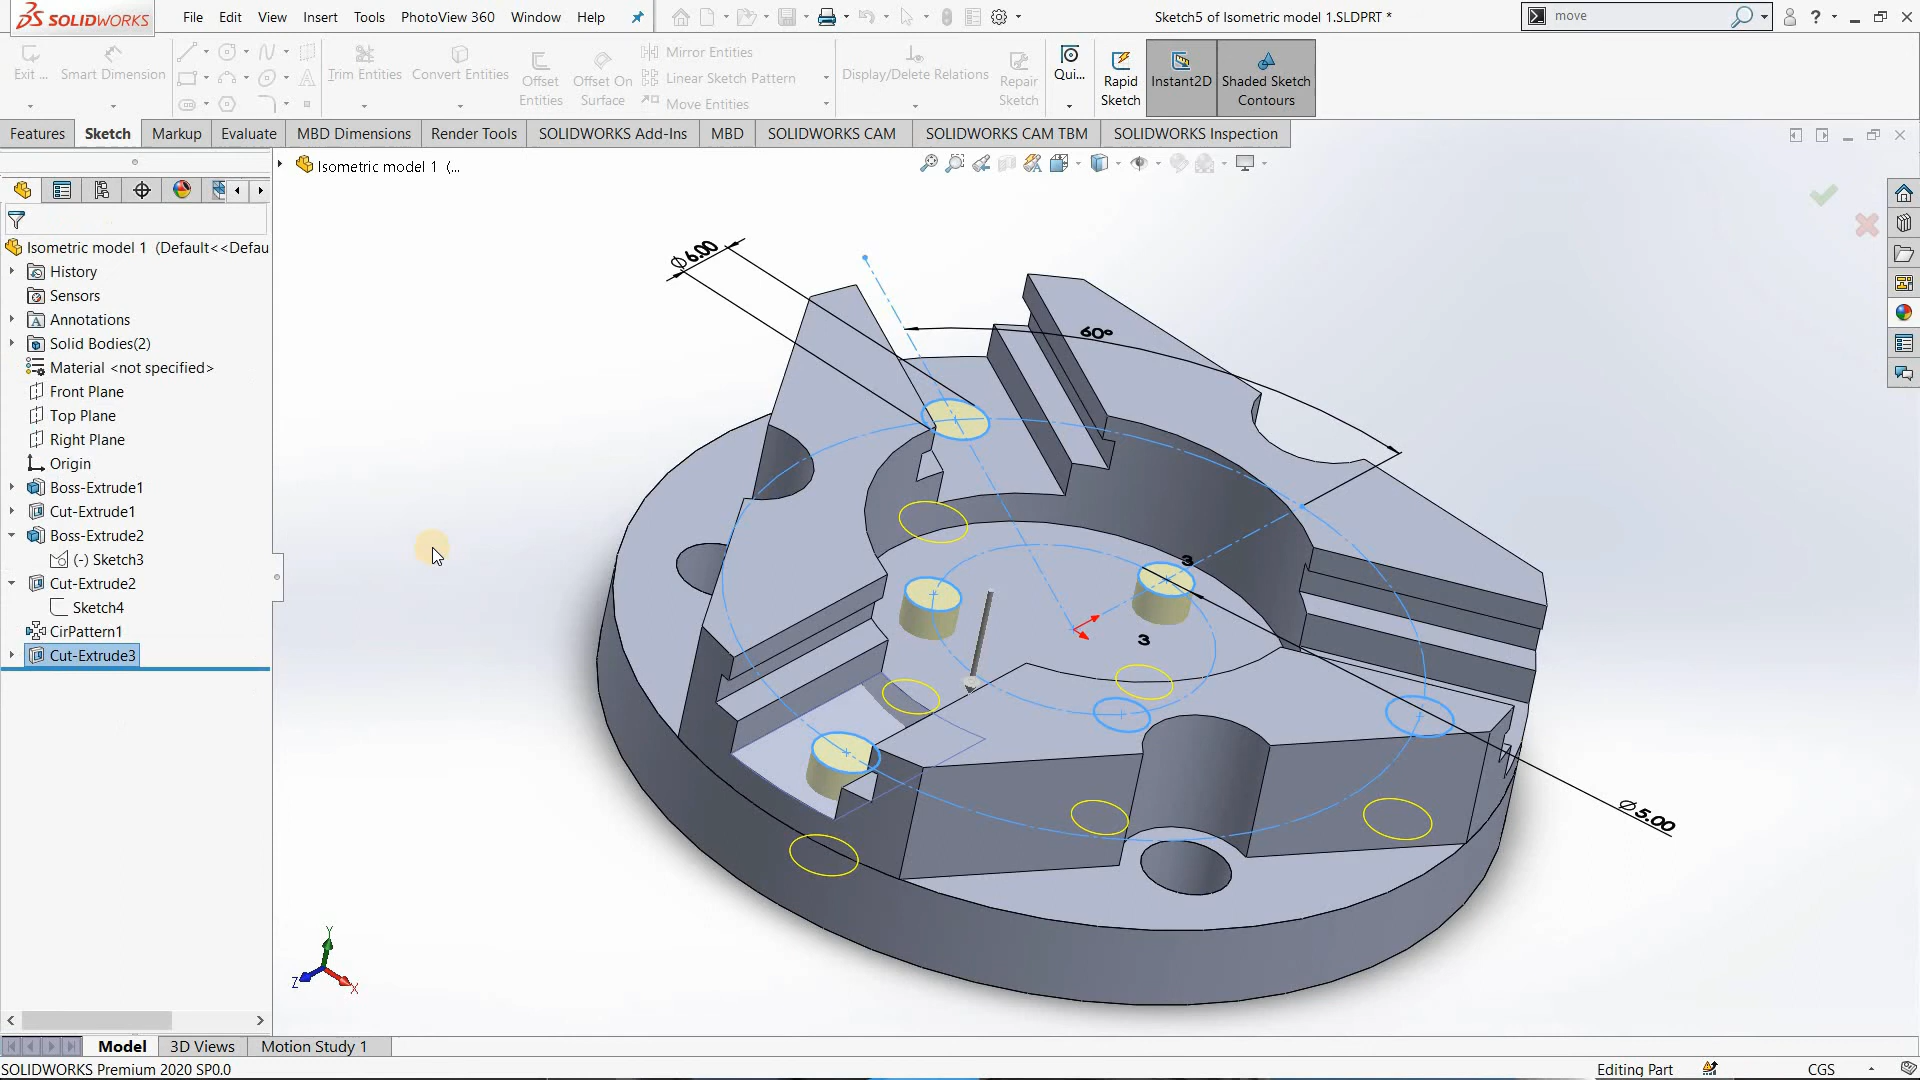 SOLIDWORKS File Edit View Insert Tools PhotoView 360 Window Help Sketch5 of Isometric model 1.SLDPRT * move ?
Exit ... Smart Dimension Trim Entities Convert Entities Offset Entities Offset On Surface Mirror Entities Linear Sketch Pattern Move Entities Display/Delete Relations Repair Sketch Qui... Rapid Sketch Instant2D Shaded Sketch Contours
Features Sketch Markup Evaluate MBD Dimensions Render Tools SOLIDWORKS Add-Ins MBD SOLIDWORKS CAM SOLIDWORKS CAM TBM SOLIDWORKS Inspection
Isometric model 1 (...
Isometric model 1 (Default<<Defau
History
Sensors
Annotations
Solid Bodies(2)
Material <not specified>
Front Plane
Top Plane
Right Plane
Origin
Boss-Extrude1
Cut-Extrude1
Boss-Extrude2
(-) Sketch3
Cut-Extrude2
Sketch4
CirPattern1
Cut-Extrude3
∅6.00
60°
3
3
∅5.00
Y
Z
X
Model 3D Views Motion Study 1
SOLIDWORKS Premium 2020 SP0.0 Editing Part CGS